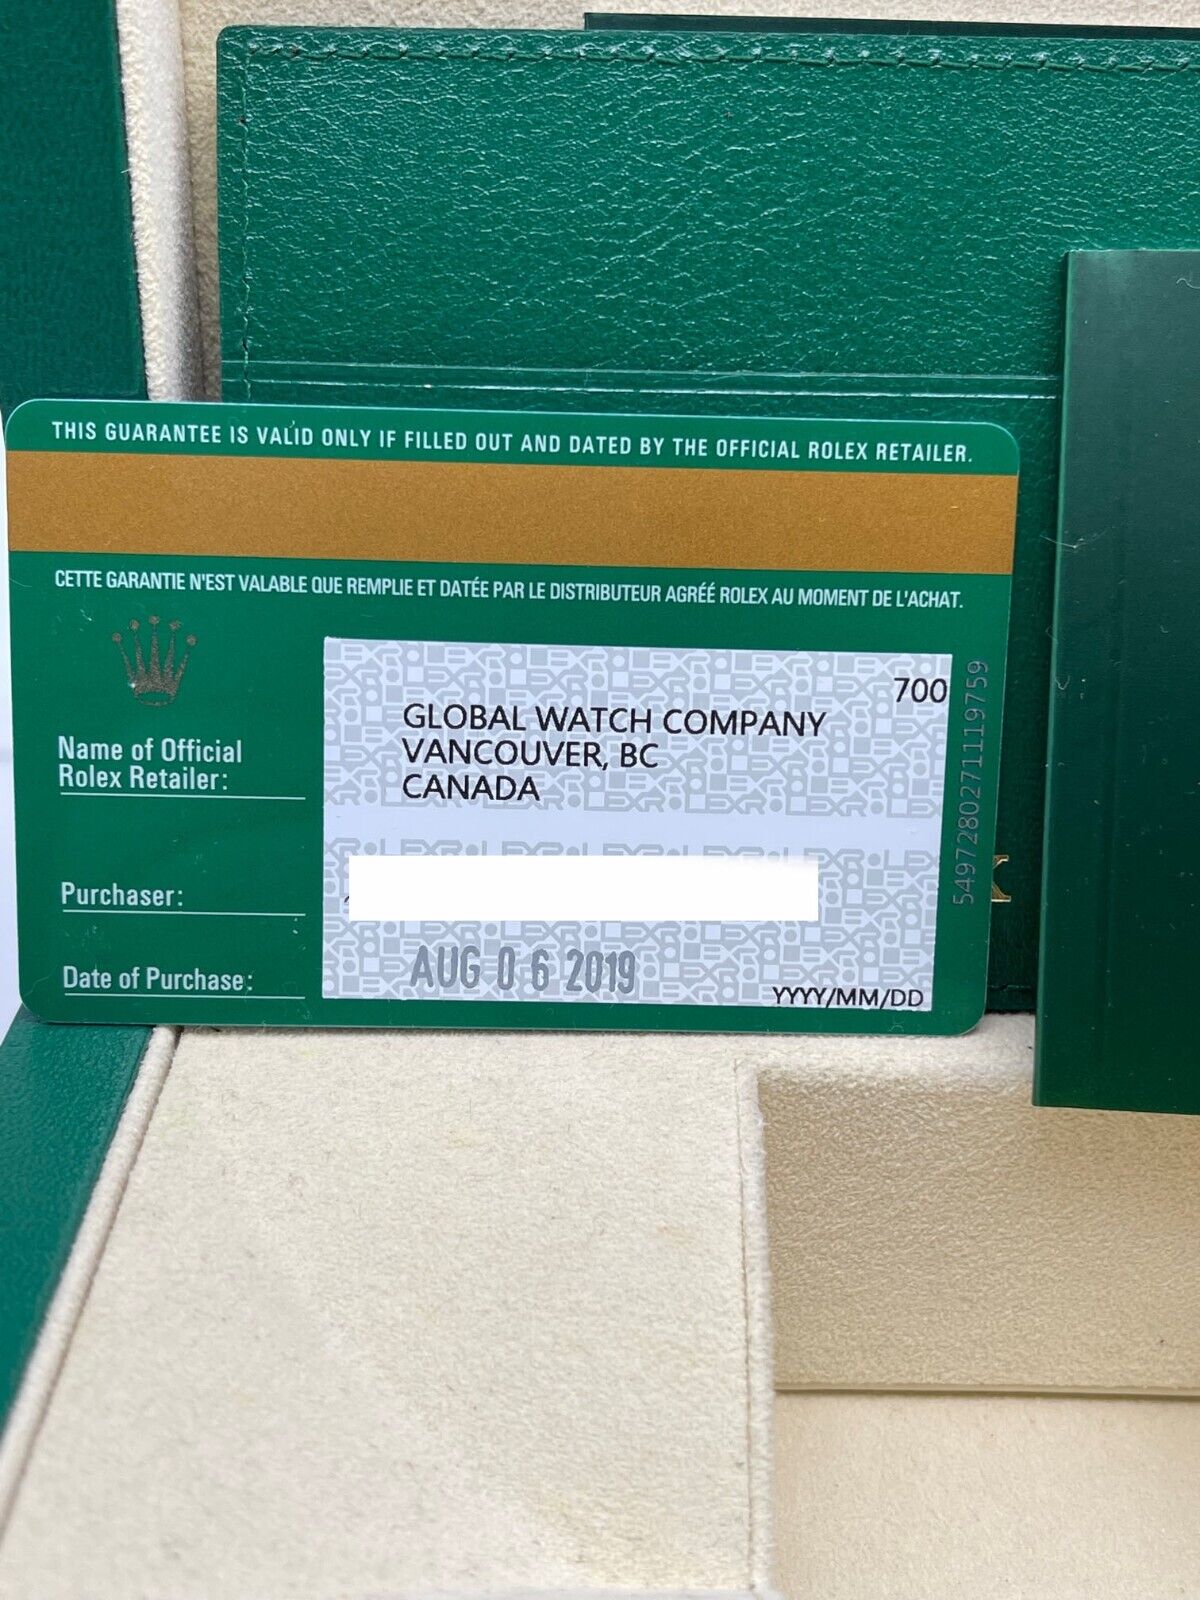 THIS GUARANTEE IS VALID ONLY IF FILLED OUT AND DATED BY THE OFFICIAL ROLEX RETAILER.
CETTE GARANTIE N'EST VALABLE QUE REMPLIE ET DATÉE PAR LE DISTRIBUTEUR AGRÉÉ ROLEX AU MOMENT DE L'ACHAT.
700
Name of Official
Rolex Retailer:
GLOBAL WATCH COMPANY
VANCOUVER, BC
CANADA
Purchaser:
Date of Purchase:
AUG 06 2019
YYYY/MM/DD
5497280271119759